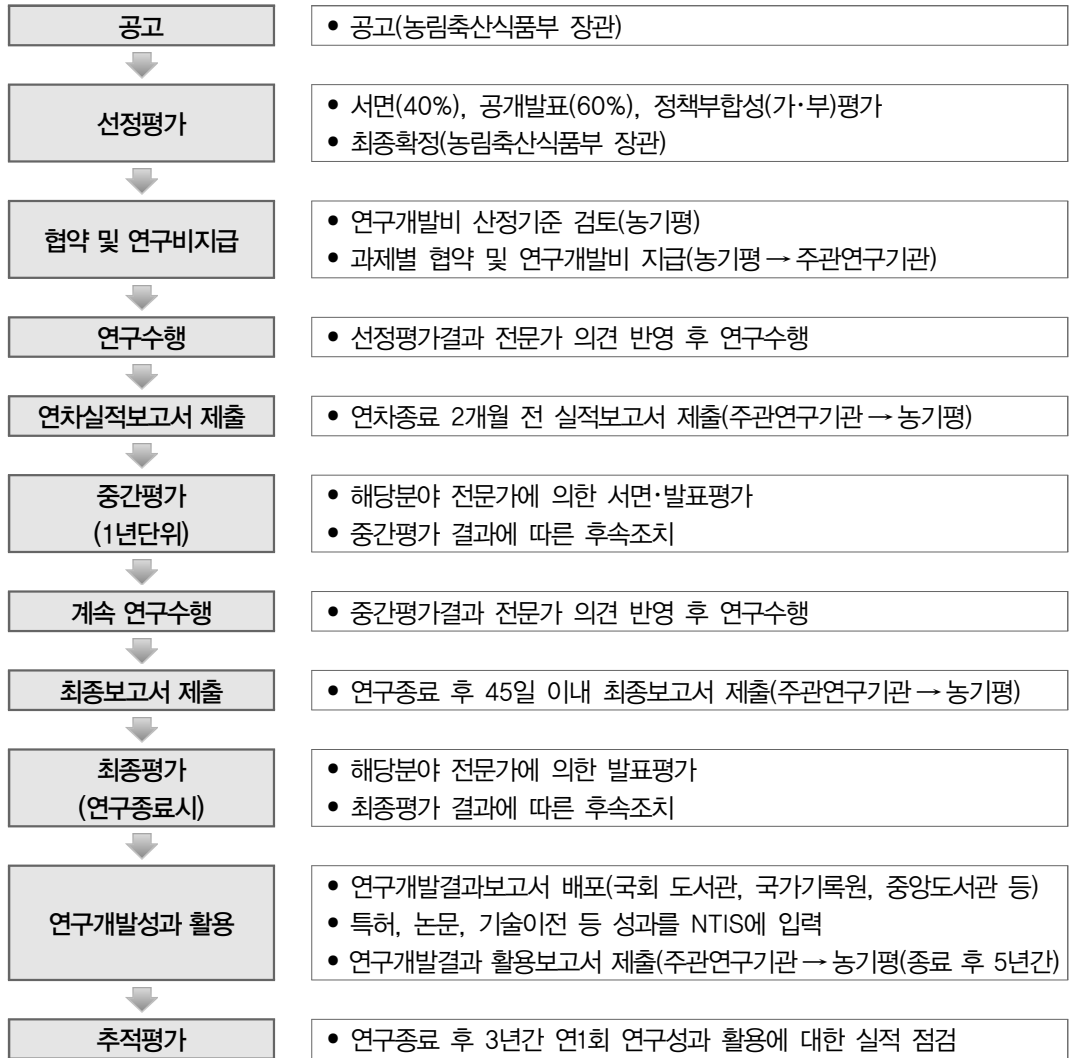 공고
• 공고(농림축산식품부 장관)
선정평가
• 서면(40%), 공개발표(60%), 정책부합성(가·부)평가
• 최종확정(농림축산식품부 장관)
협약 및 연구비지급
• 연구개발비 산정기준 검토(농기평)
• 과제별 협약 및 연구개발비 지급(농기평→주관연구기관)
연구수행
• 선정평가결과 전문가 의견 반영 후 연구수행
연차실적보고서 제출
• 연차종료 2개월 전 실적보고서 제출(주관연구기관→농기평)
중간평가
(1년단위)
• 해당분야 전문가에 의한 서면·발표평가
• 중간평가 결과에 따른 후속조치
계속 연구수행
• 중간평가결과 전문가 의견 반영 후 연구수행
최종보고서 제출
• 연구종료 후 45일 이내 최종보고서 제출(주관연구기관→농기평)
최종평가
(연구종료시)
• 해당분야 전문가에 의한 발표평가
• 최종평가 결과에 따른 후속조치
연구개발성과 활용
• 연구개발결과보고서 배포(국회 도서관, 국가기록원, 중앙도서관 등)
• 특허, 논문, 기술이전 등 성과를 NTIS에 입력
• 연구개발결과 활용보고서 제출(주관연구기관→농기평(종료 후 5년간)
추적평가
• 연구종료 후 3년간 연1회 연구성과 활용에 대한 실적 점검